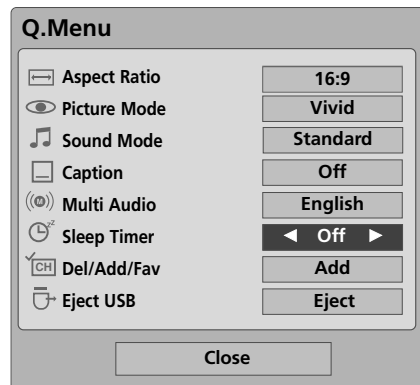 Q.Menu
Aspect Ratio 16:9
Picture Mode Vivid
Sound Mode Standard
Caption Off
Multi Audio English
Sleep Timer ◀ Off ▶
Del/Add/Fav Add
Eject USB Eject
Close